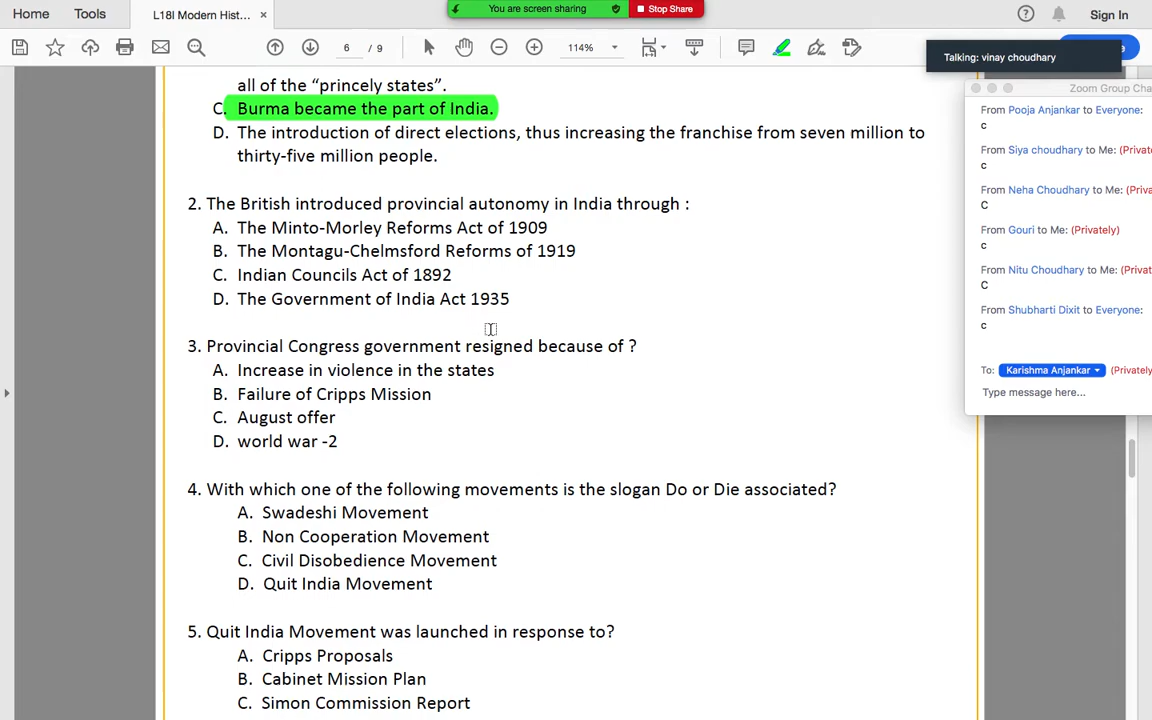 Home Tools L18I Modern Hist... × You are screen sharing Stop Share Sign In
6 / 9 114%
Talking: vinay choudhary
all of the “princely states”.
C. Burma became the part of India.
D. The introduction of direct elections, thus increasing the franchise from seven million to
thirty-five million people.
2. The British introduced provincial autonomy in India through :
A. The Minto-Morley Reforms Act of 1909
B. The Montagu-Chelmsford Reforms of 1919
C. Indian Councils Act of 1892
D. The Government of India Act 1935
3. Provincial Congress government resigned because of ?
A. Increase in violence in the states
B. Failure of Cripps Mission
C. August offer
D. world war -2
4. With which one of the following movements is the slogan Do or Die associated?
A. Swadeshi Movement
B. Non Cooperation Movement
C. Civil Disobedience Movement
D. Quit India Movement
5. Quit India Movement was launched in response to?
A. Cripps Proposals
B. Cabinet Mission Plan
C. Simon Commission Report
Zoom Group Cha
From Pooja Anjankar to Everyone:
c
From Siya choudhary to Me: (Privat
c
From Neha Choudhary to Me: (Priva
C
From Gouri to Me: (Privately)
c
From Nitu Choudhary to Me: (Privat
C
From Shubharti Dixit to Everyone:
c
To: Karishma Anjankar (Privately
Type message here...